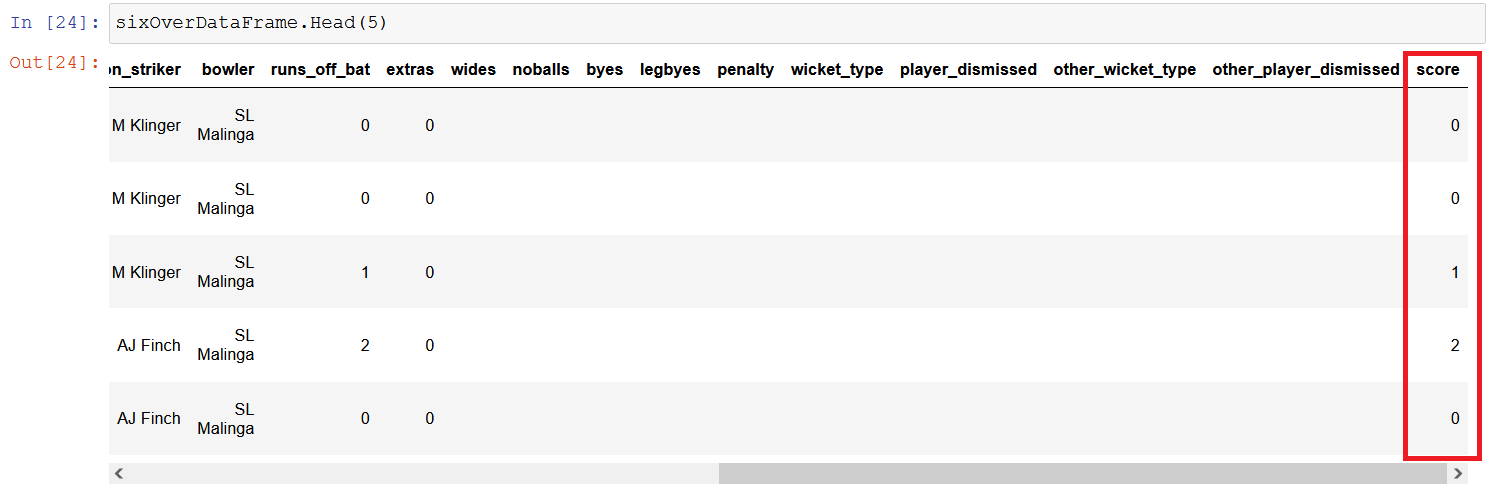 In [24]: sixOverDataFrame.Head(5)
Out[24]:
on_striker bowler runs_off_bat extras wides noballs byes legbyes penalty wicket_type player_dismissed other_wicket_type other_player_dismissed score
M Klinger SL Malinga 0 0 0
M Klinger SL Malinga 0 0 0
M Klinger SL Malinga 1 0 1
AJ Finch SL Malinga 2 0 2
AJ Finch SL Malinga 0 0 0